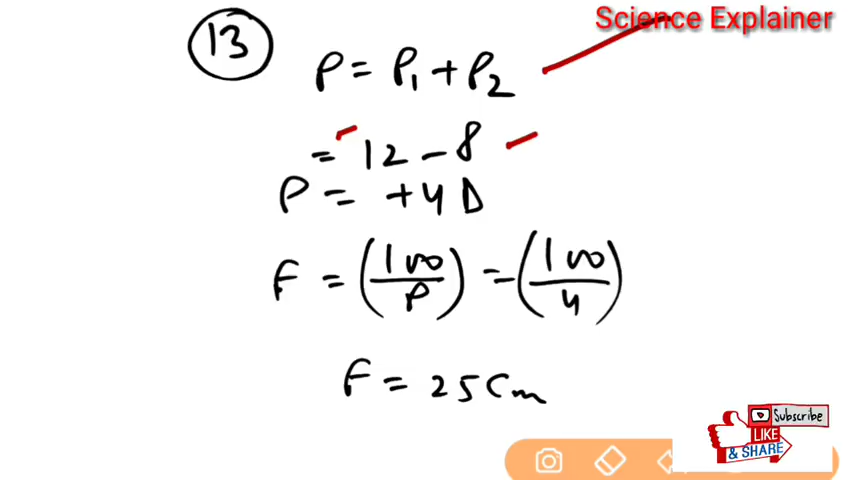 Science Explainer
13
P = P₁ + P₂
= 12 - 8
P = +4 D
F = (100/P) = (100/4)
F = 25 Cm
Subscribe
LIKE
& SHARE